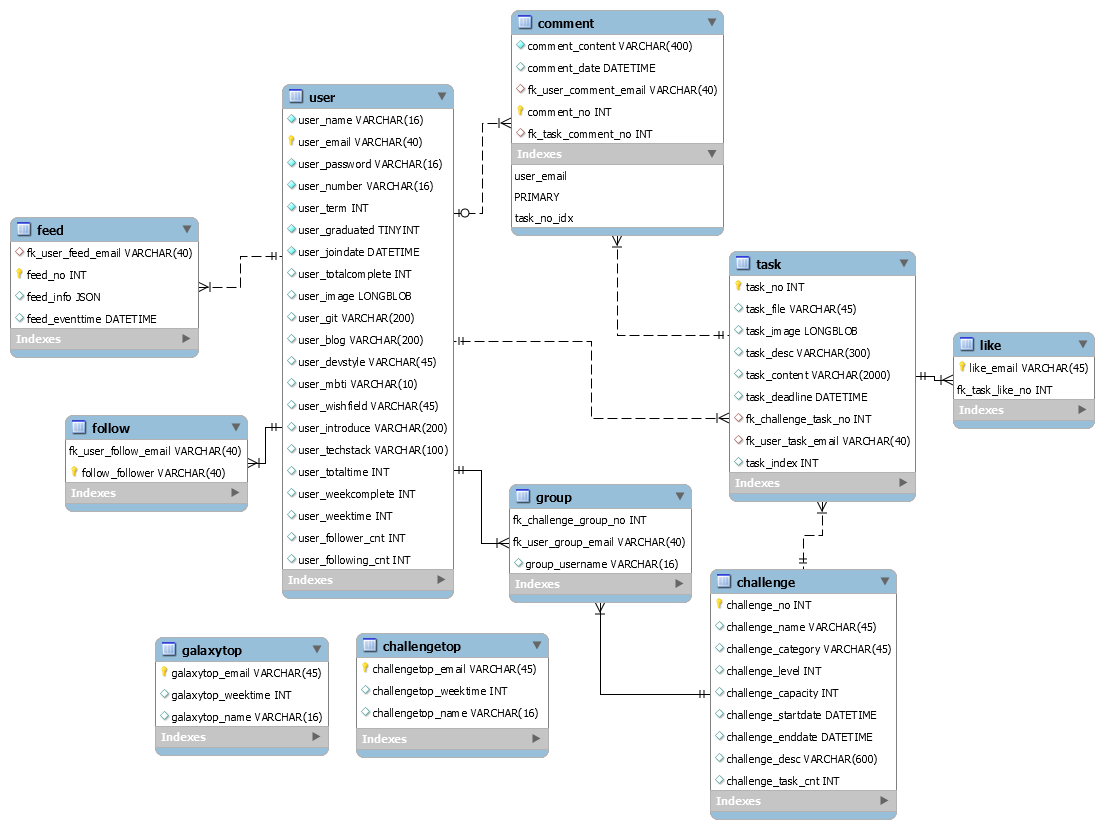 comment
comment_content VARCHAR(400)
comment_date DATETIME
fk_user_comment_email VARCHAR(40)
comment_no INT
fk_task_comment_no INT
Indexes
user_email
PRIMARY
task_no_idx
user
user_name VARCHAR(16)
user_email VARCHAR(40)
user_password VARCHAR(16)
user_number VARCHAR(16)
user_term INT
user_graduated TINYINT
user_joindate DATETIME
user_totalcomplete INT
user_image LONGBLOB
user_git VARCHAR(200)
user_blog VARCHAR(200)
user_devstyle VARCHAR(45)
user_mbti VARCHAR(10)
user_wishfield VARCHAR(45)
user_introduce VARCHAR(200)
user_techstack VARCHAR(100)
user_totaltime INT
user_weekcomplete INT
user_weektime INT
user_follower_cnt INT
user_following_cnt INT
Indexes
feed
fk_user_feed_email VARCHAR(40)
feed_no INT
feed_info JSON
feed_eventtime DATETIME
Indexes
task
task_no INT
task_file VARCHAR(45)
task_image LONGBLOB
task_desc VARCHAR(300)
task_content VARCHAR(2000)
task_deadline DATETIME
fk_challenge_task_no INT
fk_user_task_email VARCHAR(40)
task_index INT
Indexes
like
like_email VARCHAR(45)
fk_task_like_no INT
Indexes
follow
fk_user_follow_email VARCHAR(40)
follow_follower VARCHAR(40)
Indexes
group
fk_challenge_group_no INT
fk_user_group_email VARCHAR(40)
group_username VARCHAR(16)
Indexes
challenge
challenge_no INT
challenge_name VARCHAR(45)
challenge_category VARCHAR(45)
challenge_level INT
challenge_capacity INT
challenge_startdate DATETIME
challenge_enddate DATETIME
challenge_desc VARCHAR(600)
challenge_task_cnt INT
Indexes
galaxytop
galaxytop_email VARCHAR(45)
galaxytop_weektime INT
galaxytop_name VARCHAR(16)
Indexes
challengetop
challengetop_email VARCHAR(45)
challengetop_weektime INT
challengetop_name VARCHAR(16)
Indexes